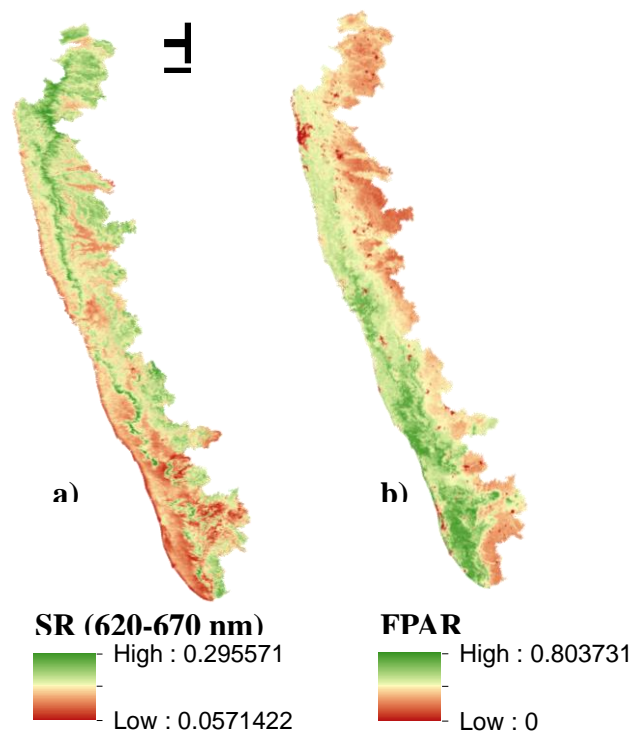 a)
b)
SR (620-670 nm)
High : 0.295571
Low : 0.0571422
FPAR
High : 0.803731
Low : 0